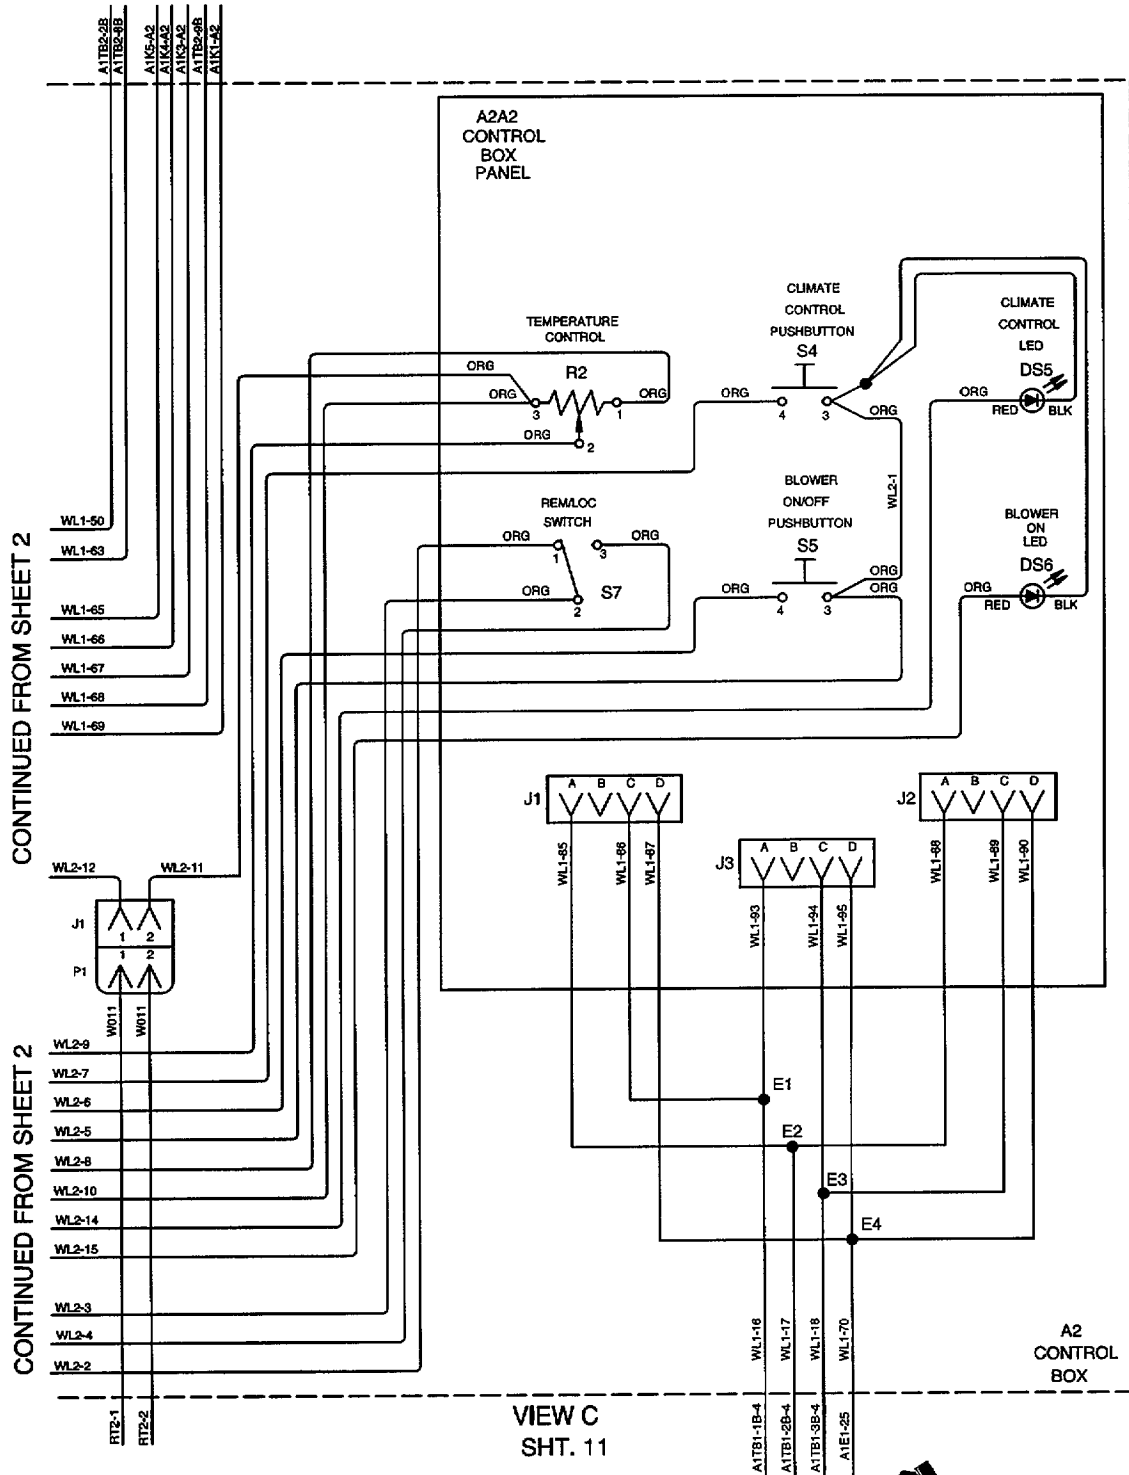 A1TB2-2B
A1TB2-8B
A1K5-A2
A1K4-A2
A1K3-A2
A1TB2-9B
A1K1-A2
A2A2
CONTROL
BOX
PANEL
CLIMATE
CONTROL
PUSHBUTTON
S4
CLIMATE
CONTROL
LED
DS5
TEMPERATURE
CONTROL
ORG
R2
ORG
ORG
3
1
ORG
2
ORG
4
3
ORG
ORG
RED
BLK
WL2-1
BLOWER
ON/OFF
PUSHBUTTON
S5
BLOWER
ON
LED
DS6
REM/LOC
SWITCH
ORG
1
3
ORG
ORG
2
S7
ORG
4
3
ORG
ORG
ORG
RED
BLK
CONTINUED FROM SHEET 2
WL1-50
WL1-63
WL1-65
WL1-66
WL1-67
WL1-68
WL1-69
J1
A B C D
J2
A B C D
J3
A B C D
WL1-85
WL1-86
WL1-87
WL1-93
WL1-94
WL1-95
WL1-88
WL1-89
WL1-90
WL2-12
WL2-11
J1
1 2
P1
1 2
W011
W011
CONTINUED FROM SHEET 2
WL2-9
WL2-7
WL2-6
WL2-5
WL2-8
WL2-10
WL2-14
WL2-15
WL2-3
WL2-4
WL2-2
E1
E2
E3
E4
WL1-16
WL1-17
WL1-18
WL1-70
A2
CONTROL
BOX
RT2-1
RT2-2
VIEW C
SHT. 11
A1TB1-1B-4
A1TB1-2B-4
A1TB1-3B-4
A1E1-25